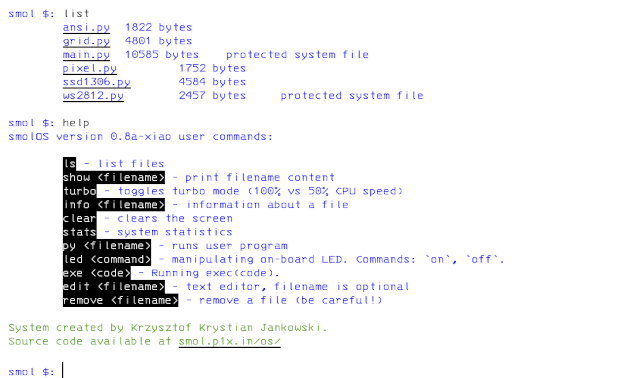 smol $: list
ansi.py 1822 bytes
grid.py 4801 bytes
main.py 10585 bytes protected system file
pixel.py 1752 bytes
ssd1306.py 4584 bytes
ws2812.py 2457 bytes protected system file
smol $: help
smolOS version 0.8a-xiao user commands:
ls - list files
show <filename> - print filename content
turbo - toggles turbo mode (100% vs 50% CPU speed)
info <filename> - information about a file
clear - clears the screen
stats - system statistics
py <filename> - runs user program
led <command> - manipulating on-board LED. Commands: `on`, `off`.
exe <code> - Running exec(code).
edit <filename> - text editor, filename is optional
remove <filename> - remove a file (be careful!)
System created by Krzysztof Krystian Jankowski.
Source code available at smol.p1x.in/os/
smol $: